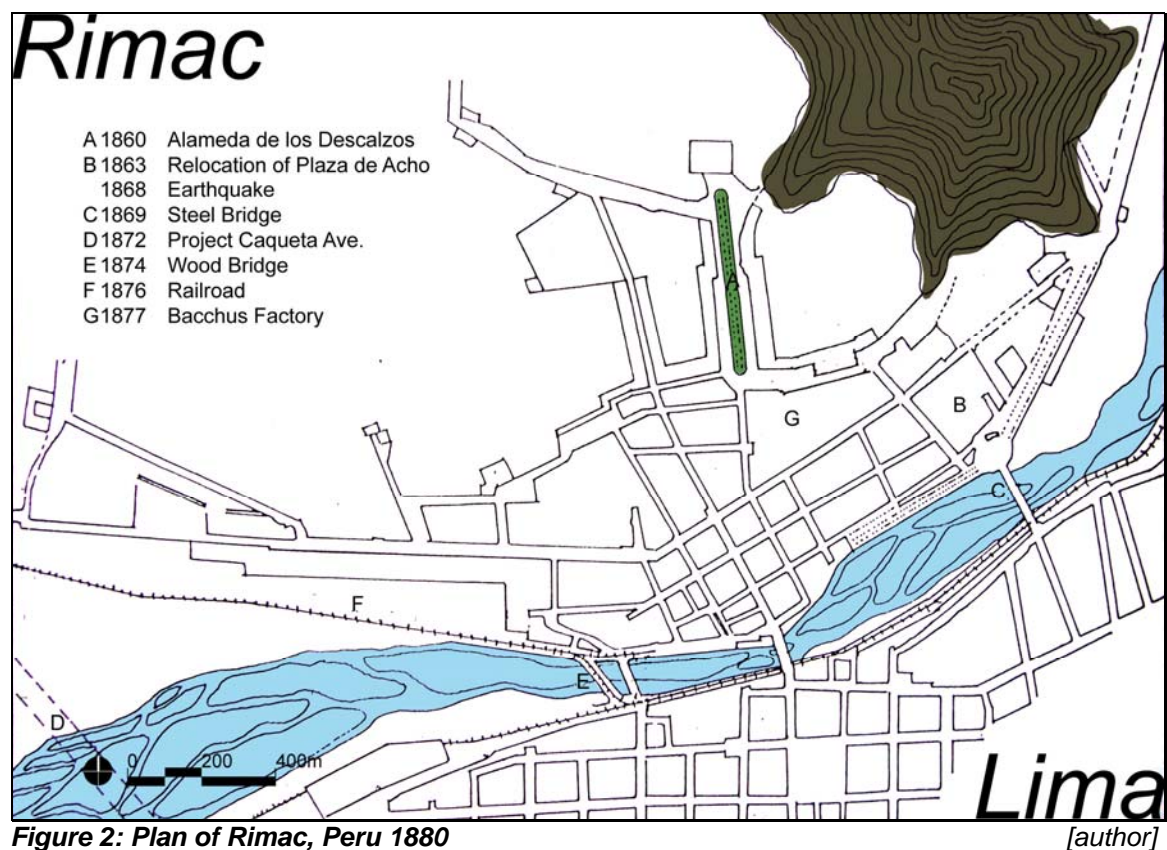 Rimac
A 1860 Alameda de los Descalzos
B 1863 Relocation of Plaza de Acho
1868 Earthquake
C 1869 Steel Bridge
D 1872 Project Caqueta Ave.
E 1874 Wood Bridge
F 1876 Railroad
G 1877 Bacchus Factory
A
B
G
C
F
E
D
0 200 400m
Lima
Figure 2: Plan of Rimac, Peru 1880 [author]